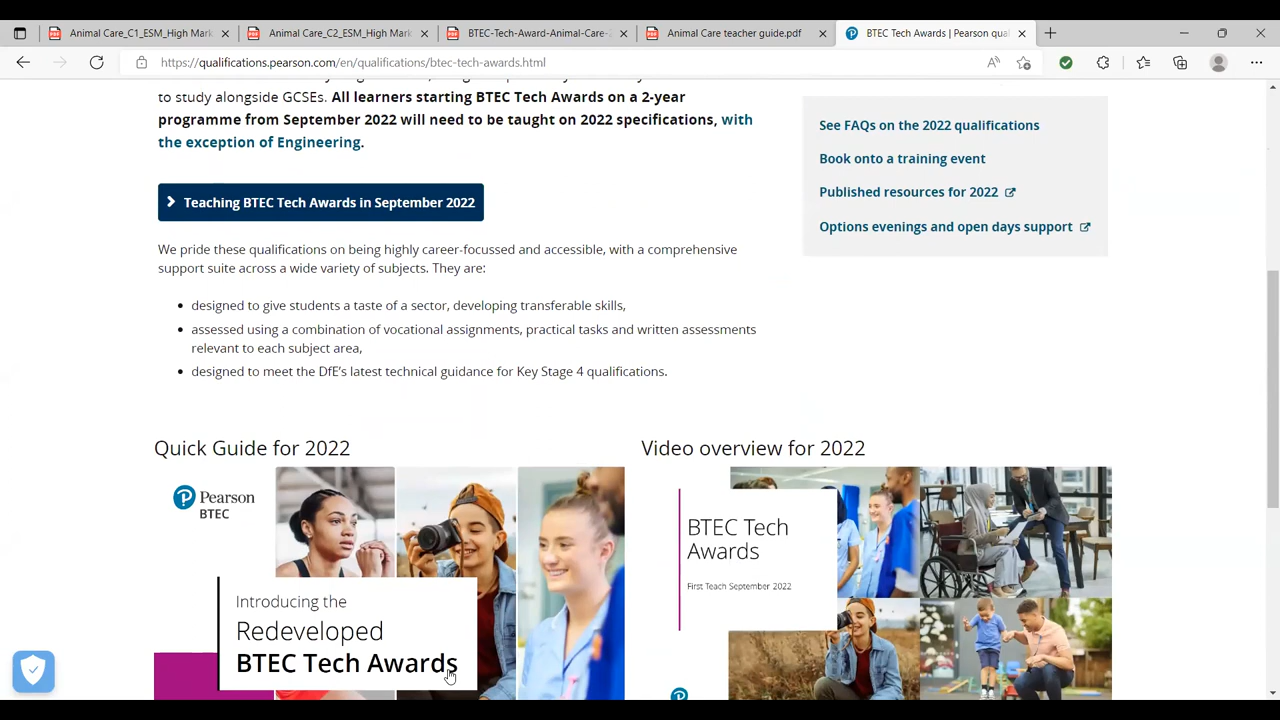 Animal Care_C1_ESM_High Mark
Animal Care_C2_ESM_High Mark
BTEC-Tech-Award-Animal-Care-
Animal Care teacher guide.pdf
BTEC Tech Awards | Pearson qual
https://qualifications.pearson.com/en/qualifications/btec-tech-awards.html
to study alongside GCSEs. All learners starting BTEC Tech Awards on a 2-year
programme from September 2022 will need to be taught on 2022 specifications, with
the exception of Engineering.
Teaching BTEC Tech Awards in September 2022
We pride these qualifications on being highly career-focussed and accessible, with a comprehensive
support suite across a wide variety of subjects. They are:
designed to give students a taste of a sector, developing transferable skills,
assessed using a combination of vocational assignments, practical tasks and written assessments
relevant to each subject area,
designed to meet the DfE's latest technical guidance for Key Stage 4 qualifications.
See FAQs on the 2022 qualifications
Book onto a training event
Published resources for 2022
Options evenings and open days support
Quick Guide for 2022
Pearson
BTEC
Introducing the
Redeveloped
BTEC Tech Awards
Video overview for 2022
BTEC Tech
Awards
First Teach September 2022